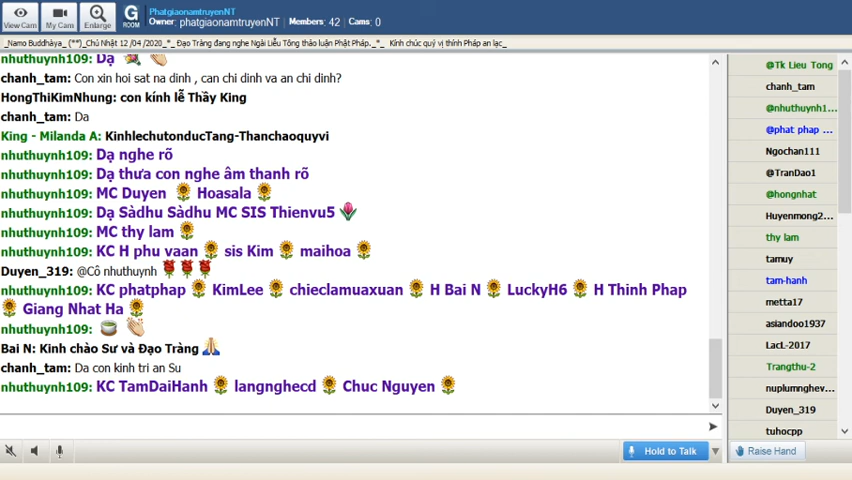 PhatgiaonamtruyenNT
Owner: phatgiaonamtruyenNT Members: 42 Cams: 0
View Cam
My Cam
Enlarge
G
ROOM
_Namo Buddhàya_ (**)_Chủ Nhật 12 /04 /2020_*_ Đạo Tràng đang nghe Ngài Liễu Tông thảo luận Phật Pháp._*_ Kính chúc quý vị thính Pháp an lạc_
nhuthuynh109: Dạ
chanh_tam: Con xin hoi sat na dinh , can chi dinh va an chi dinh?
HongThiKimNhung: con kính lễ Thầy King
chanh_tam: Da
King - Milanda A: KinhlechutonducTang-Thanchaoquyvi
nhuthuynh109: Dạ nghe rõ
nhuthuynh109: Dạ thưa con nghe âm thanh rõ
nhuthuynh109: MC Duyen Hoasala
nhuthuynh109: Dạ Sàdhu Sàdhu MC SIS Thienvu5
nhuthuynh109: MC thy lam
nhuthuynh109: KC H phu vaan sis Kim maihoa
Duyen_319: @Cô nhuthuynh
nhuthuynh109: KC phatphap KimLee chieclamuaxuan H Bai N LuckyH6 H Thinh Phap
Giang Nhat Ha
nhuthuynh109:
Bai N: Kinh chào Sư và Đạo Tràng
chanh_tam: Da con kinh tri an Su
nhuthuynh109: KC TamDaiHanh langnghecd Chuc Nguyen
@Tk Lieu Tong
chanh_tam
@nhuthuynh1...
@phat phap ...
Ngochan111
@TranDao1
@hongnhat
Huyenmong2...
thy lam
tamuy
tam-hanh
metta17
asiandoo1937
LacL-2017
Trangthu-2
nuplumnghev...
Duyen_319
tuhocpp
Hold to Talk
Raise Hand